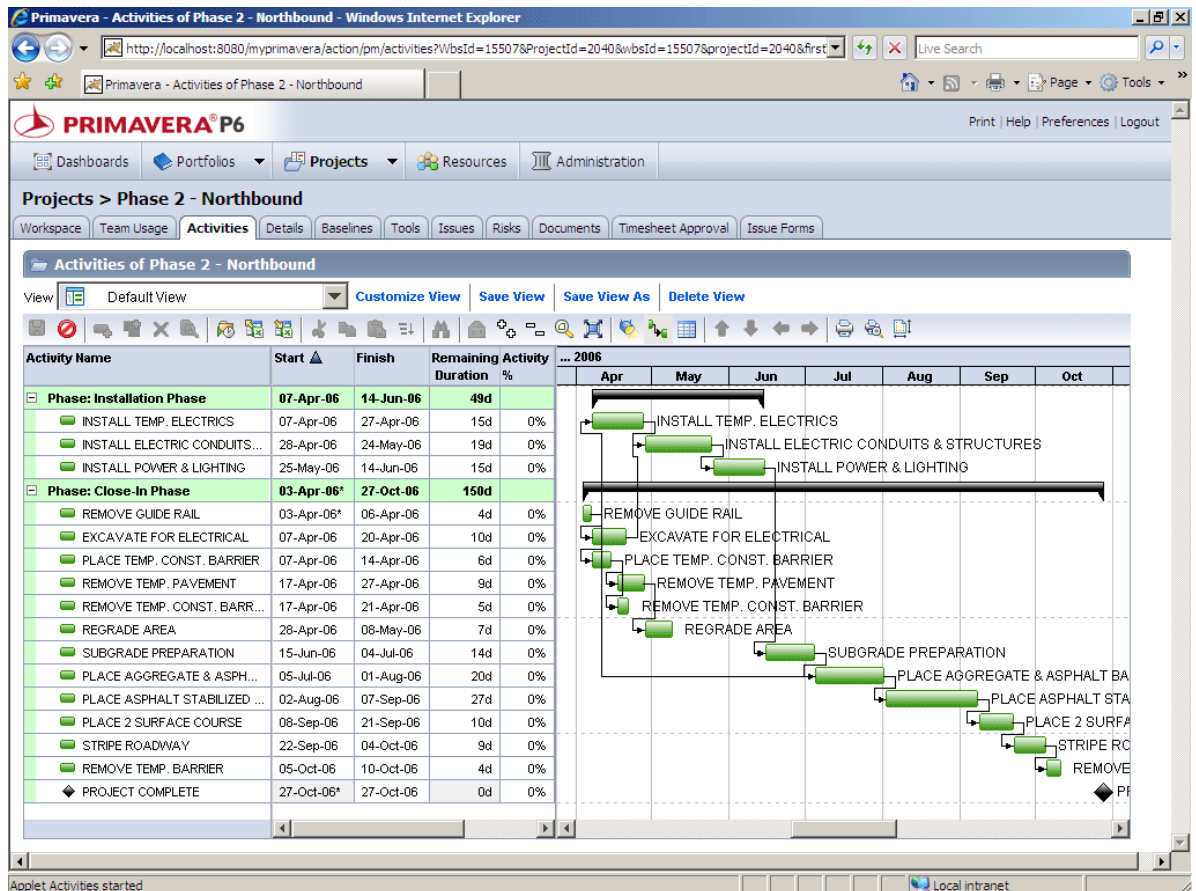 Primavera - Activities of Phase 2 - Northbound - Windows Internet Explorer
http://localhost:8080/myprimavera/action/pm/activities?WbsId=15507&ProjectId=2040&wbsId=15507&projectId=2040&first
Live Search
Primavera - Activities of Phase 2 - Northbound
Page Tools
PRIMAVERA® P6
Print | Help | Preferences | Logout
Dashboards Portfolios Projects Resources Administration
Projects > Phase 2 - Northbound
Workspace Team Usage Activities Details Baselines Tools Issues Risks Documents Timesheet Approval Issue Forms
Activities of Phase 2 - Northbound
View Default View Customize View Save View Save View As Delete View
Activity Name Start Finish Remaining Duration Activity %
... 2006
Apr May Jun Jul Aug Sep Oct
Phase: Installation Phase 07-Apr-06 14-Jun-06 49d
INSTALL TEMP. ELECTRICS 07-Apr-06 27-Apr-06 15d 0% INSTALL TEMP. ELECTRICS
INSTALL ELECTRIC CONDUITS... 28-Apr-06 24-May-06 19d 0% INSTALL ELECTRIC CONDUITS & STRUCTURES
INSTALL POWER & LIGHTING 25-May-06 14-Jun-06 15d 0% INSTALL POWER & LIGHTING
Phase: Close-In Phase 03-Apr-06* 27-Oct-06 150d
REMOVE GUIDE RAIL 03-Apr-06* 06-Apr-06 4d 0% REMOVE GUIDE RAIL
EXCAVATE FOR ELECTRICAL 07-Apr-06 20-Apr-06 10d 0% EXCAVATE FOR ELECTRICAL
PLACE TEMP. CONST. BARRIER 07-Apr-06 14-Apr-06 6d 0% PLACE TEMP. CONST. BARRIER
REMOVE TEMP. PAVEMENT 17-Apr-06 27-Apr-06 9d 0% REMOVE TEMP. PAVEMENT
REMOVE TEMP. CONST. BARR... 17-Apr-06 21-Apr-06 5d 0% REMOVE TEMP. CONST. BARRIER
REGRADE AREA 28-Apr-06 08-May-06 7d 0% REGRADE AREA
SUBGRADE PREPARATION 15-Jun-06 04-Jul-06 14d 0% SUBGRADE PREPARATION
PLACE AGGREGATE & ASPH... 05-Jul-06 01-Aug-06 20d 0% PLACE AGGREGATE & ASPHALT BA
PLACE ASPHALT STABILIZED ... 02-Aug-06 07-Sep-06 27d 0% PLACE ASPHALT STA
PLACE 2 SURFACE COURSE 08-Sep-06 21-Sep-06 10d 0% PLACE 2 SURFA
STRIPE ROADWAY 22-Sep-06 04-Oct-06 9d 0% STRIPE RO
REMOVE TEMP. BARRIER 05-Oct-06 10-Oct-06 4d 0% REMOVE
PROJECT COMPLETE 27-Oct-06* 27-Oct-06 0d 0% PR
Applet Activities started
Local intranet